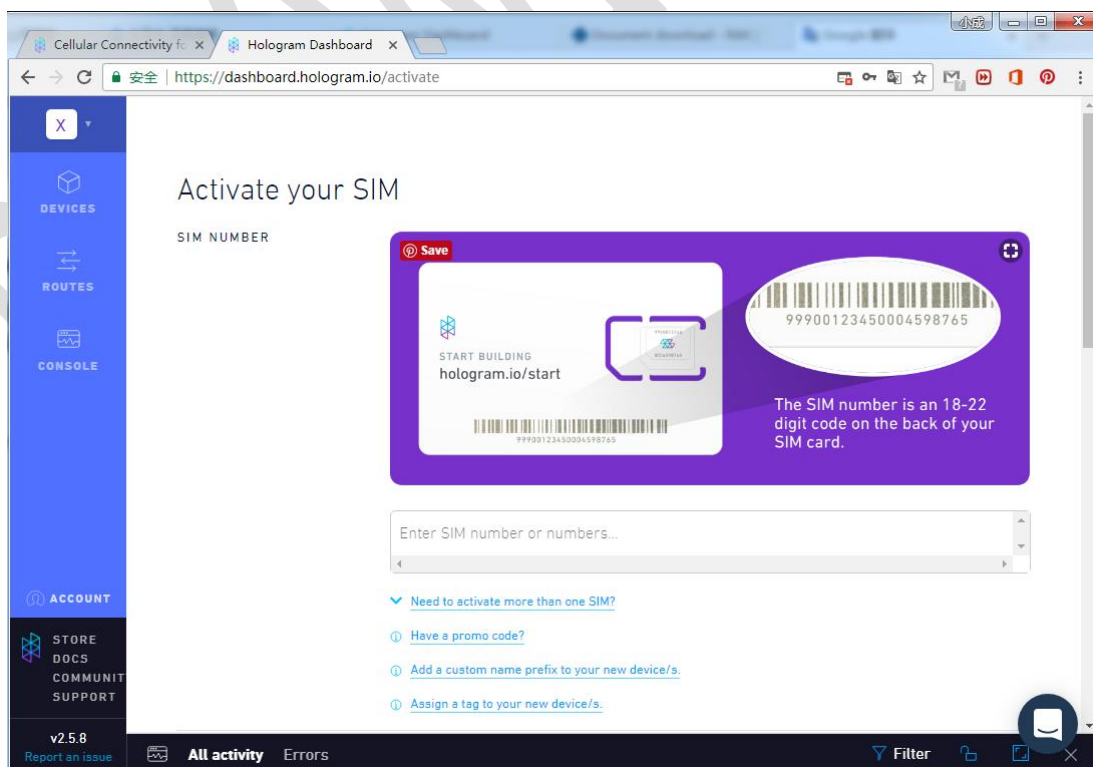 小成
Cellular Connectivity fo
Hologram Dashboard
安全 | https://dashboard.hologram.io/activate
X
DEVICES
ROUTES
CONSOLE
ACCOUNT
STORE
DOCS
COMMUNIT
SUPPORT
v2.5.8
Report an issue
Activate your SIM
SIM NUMBER
Save
START BUILDING
hologram.io/start
99900123450004598765
99900123450004598765
The SIM number is an 18-22
digit code on the back of your
SIM card.
Enter SIM number or numbers...
Need to activate more than one SIM?
Have a promo code?
Add a custom name prefix to your new device/s.
Assign a tag to your new device/s.
All activity Errors
Filter